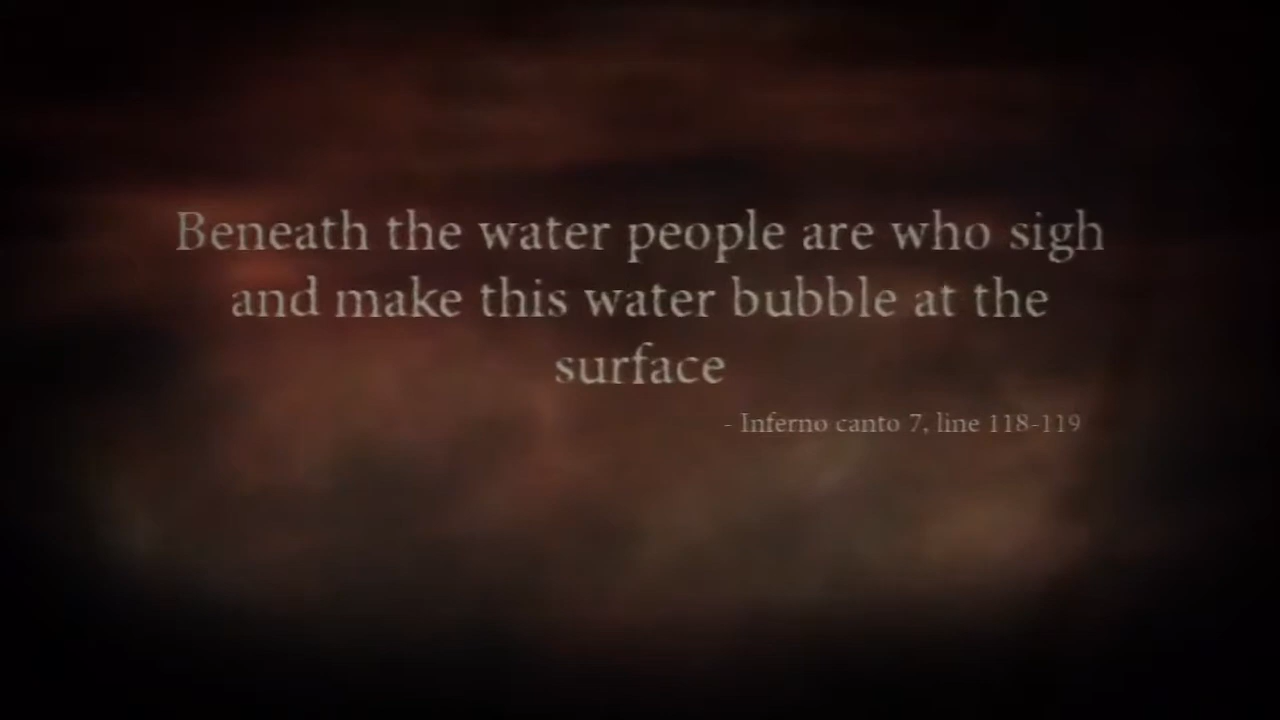 Beneath the water people are who sigh
and make this water bubble at the
surface
- Inferno canto 7, line 118-119